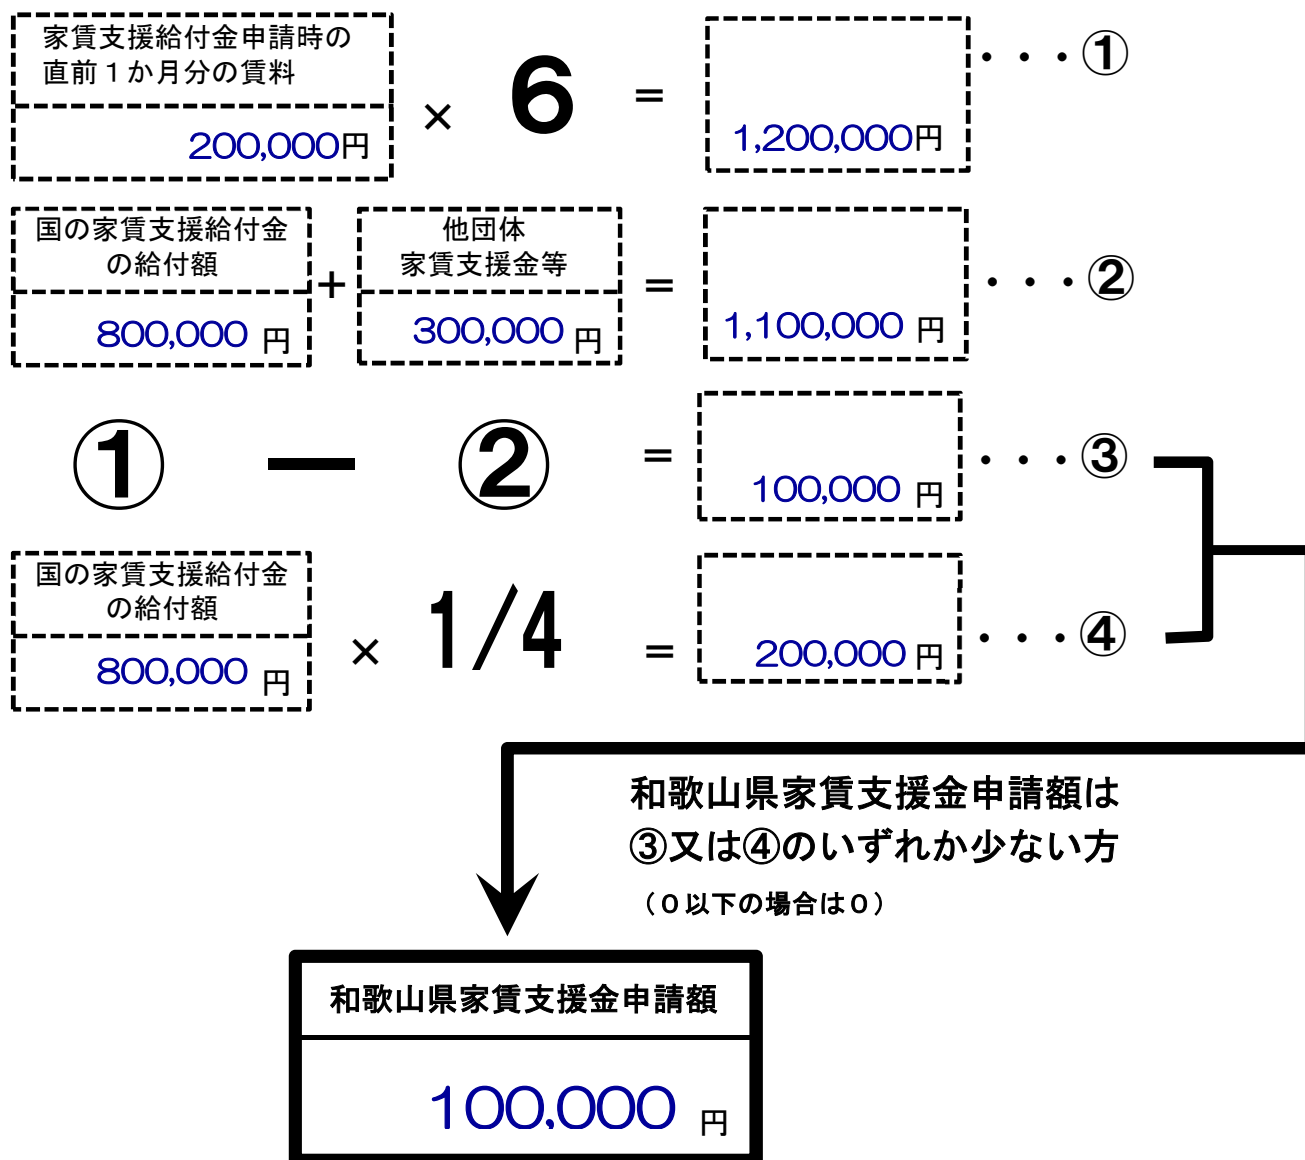 家賃支援給付金申請時の
直前１か月分の賃料
200,000円
× 6 =
1,200,000円
・・・①
国の家賃支援給付金
の給付額
800,000 円
+
他団体
家賃支援金等
300,000 円
=
1,100,000 円
・・・②
① － ② =
100,000 円
・・・③
国の家賃支援給付金
の給付額
800,000 円
× 1/4 =
200,000 円
・・・④
和歌山県家賃支援金申請額は
③又は④のいずれか少ない方
（０以下の場合は０）
和歌山県家賃支援金申請額
100,000 円